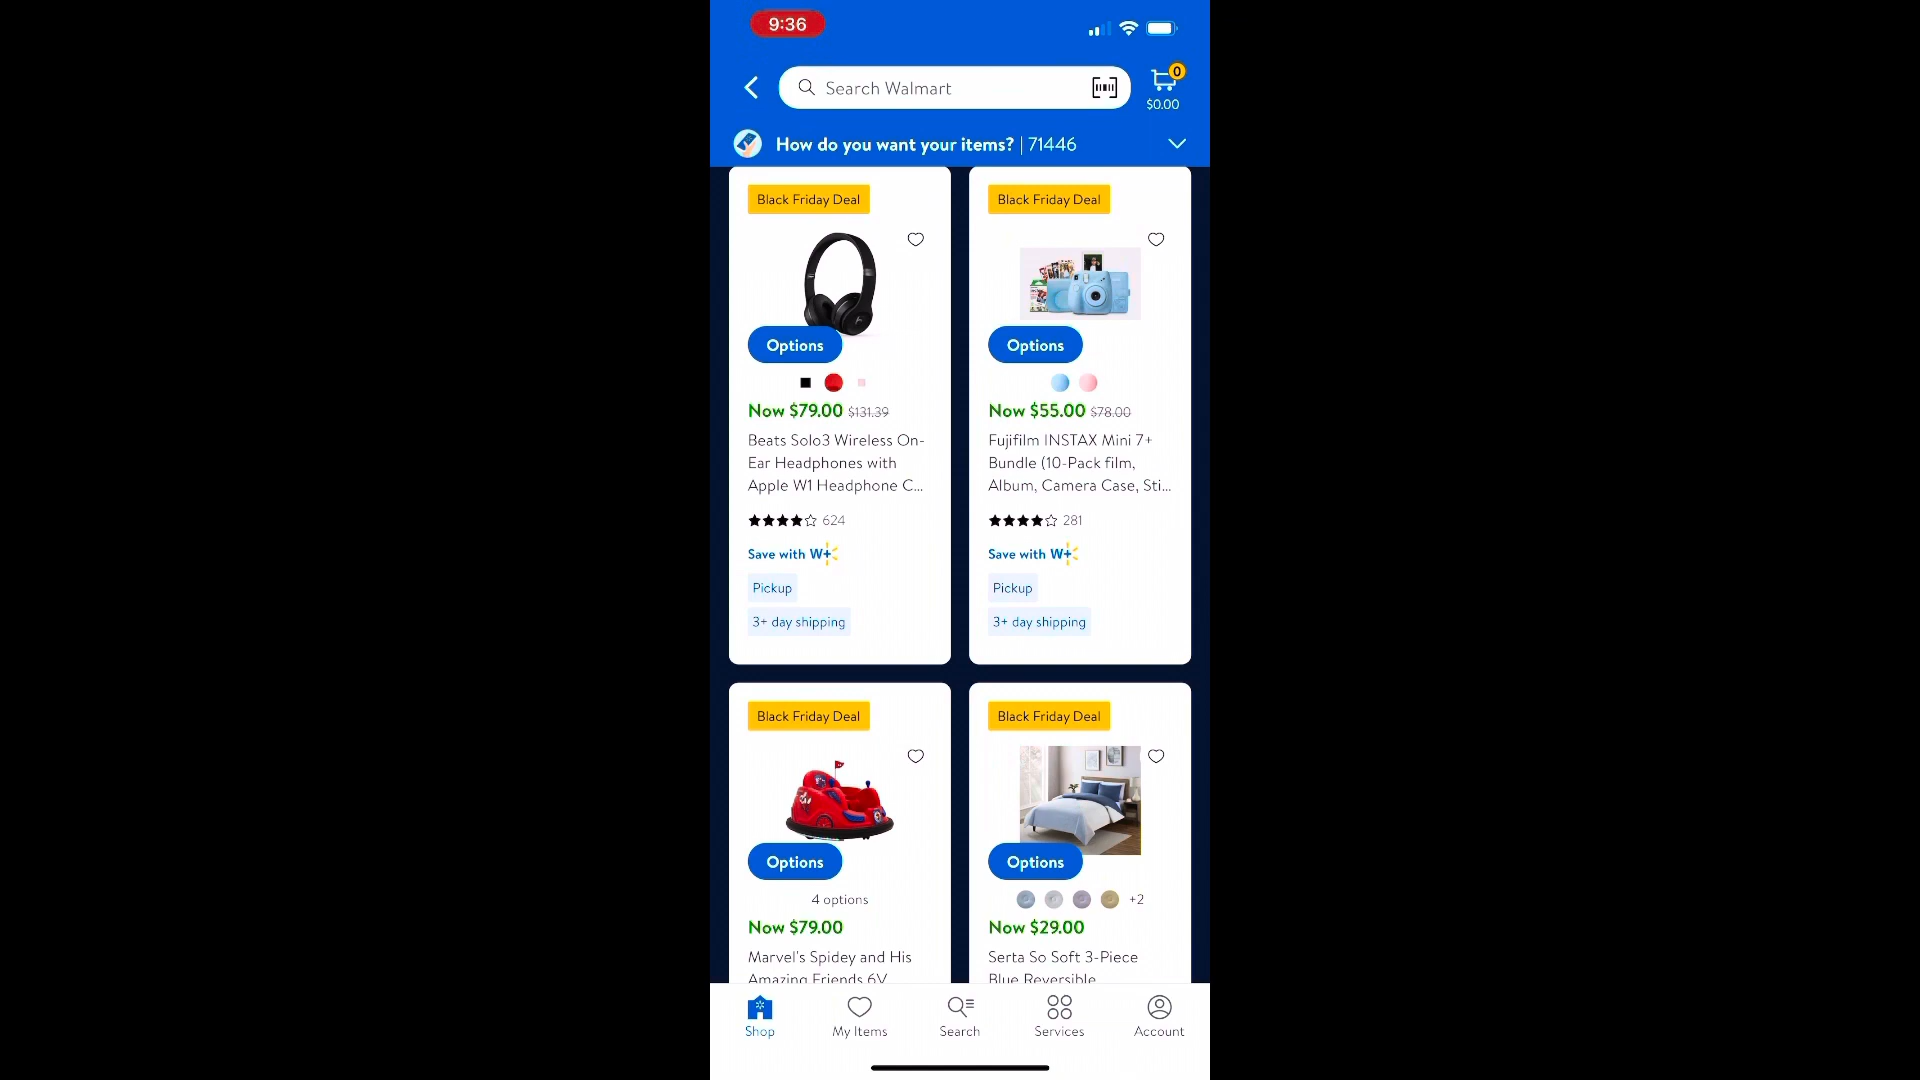 9:36
Search Walmart
0
$0.00
How do you want your items? | 71446
Black Friday Deal
Options
Now $79.00 $131.39
Beats Solo3 Wireless On-
Ear Headphones with
Apple W1 Headphone C...
624
Save with W+
Pickup
3+ day shipping
Black Friday Deal
Options
Now $55.00 $78.00
Fujifilm INSTAX Mini 7+
Bundle (10-Pack film,
Album, Camera Case, Sti...
281
Save with W+
Pickup
3+ day shipping
Black Friday Deal
Options
4 options
Now $79.00
Marvel's Spidey and His
Amazing Friends 6V
Black Friday Deal
Options
+2
Now $29.00
Serta So Soft 3-Piece
Blue Reversible
Shop
My Items
Search
Services
Account